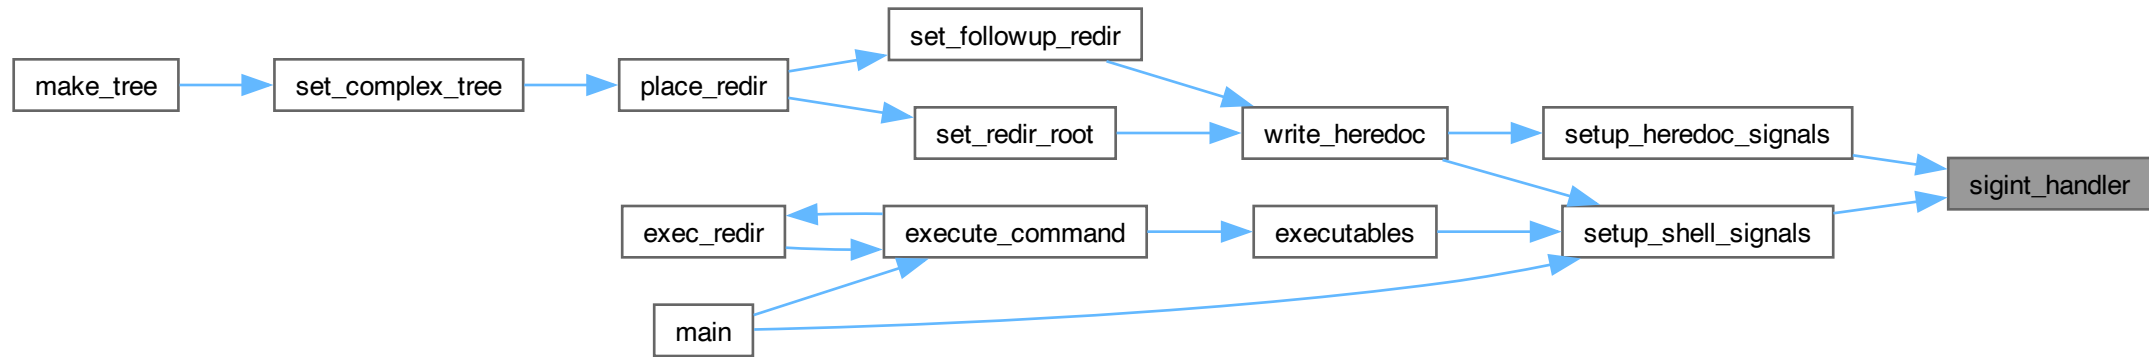 set_followup_redir
make_tree
set_complex_tree
place_redir
set_redir_root
write_heredoc
setup_heredoc_signals
sigint_handler
exec_redir
execute_command
executables
setup_shell_signals
main